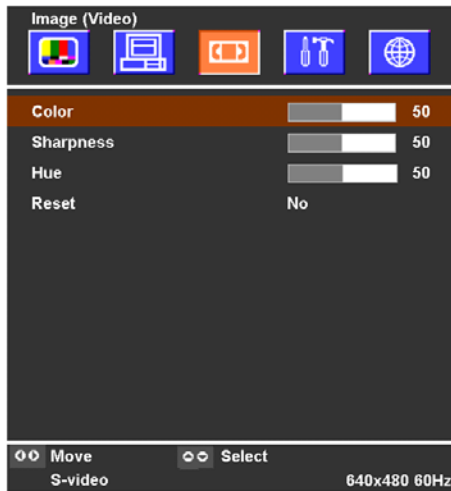 Image (Video)
Color 50
Sharpness 50
Hue 50
Reset No
Move Select
S-video 640x480 60Hz